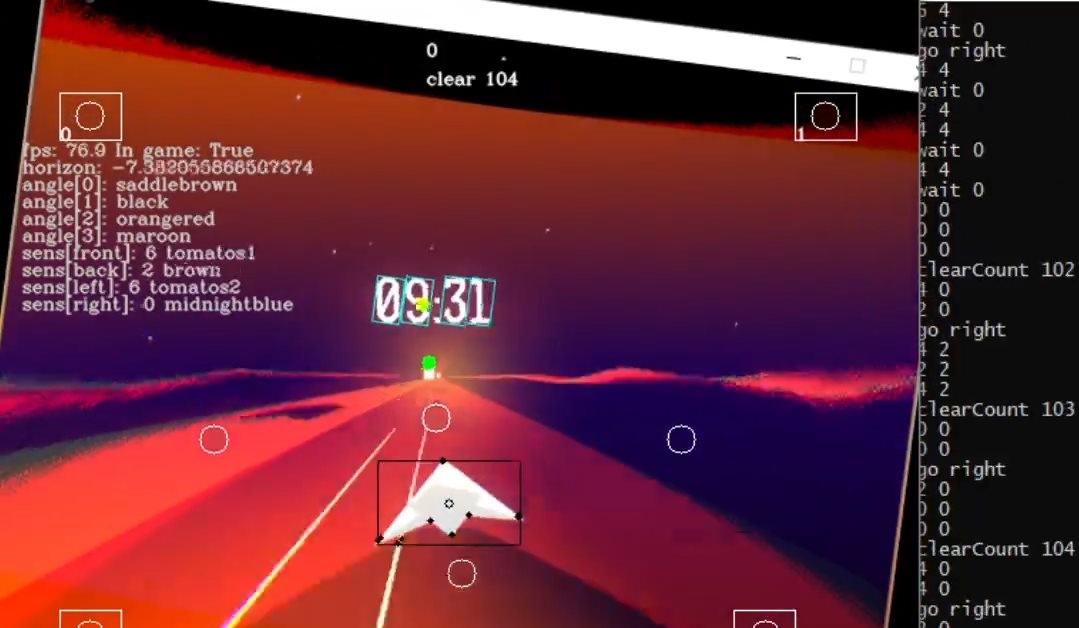 0
clear 104
0
1
fps: 76.9 In game: True
horizon: -7.382055868507374
angle[0]: saddlebrown
angle[1]: black
angle[2]: orangered
angle[3]: maroon
sens[front]: 6 tomatos1
sens[back]: 2 brown
sens[left]: 6 tomatos2
sens[right]: 0 midnightblue
09:31
6 4
wait 0
go right
4 4
wait 0
2 4
4 4
wait 0
4 4
wait 0
0 0
0 0
0 0
clearCount 102
4 0
2 0
go right
4 2
2 2
4 2
clearCount 103
0 0
0 0
go right
2 0
0 0
0 0
clearCount 104
4 0
4 0
go right